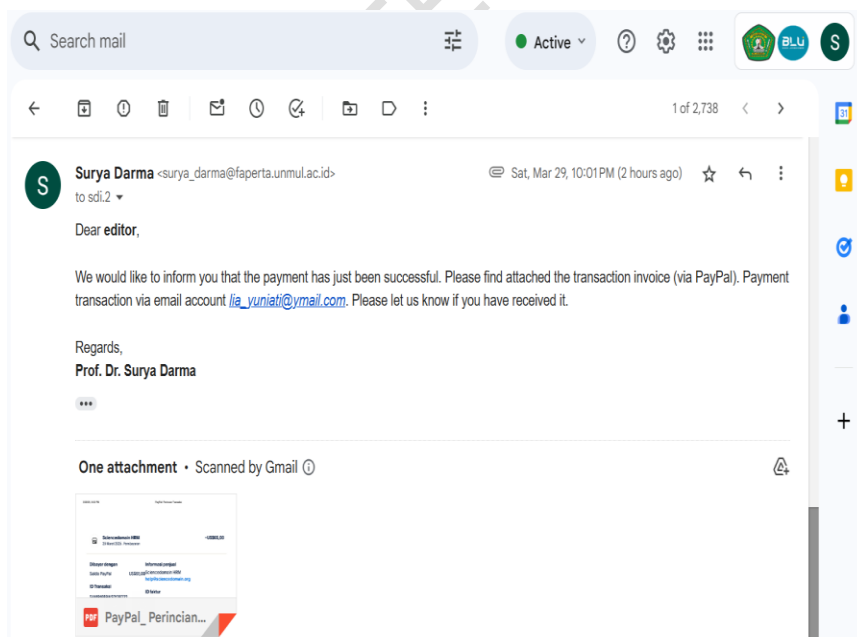 Search mail
Active
BLU
S
1 of 2,738
31
S
Surya Darma <surya_darma@faperta.unmul.ac.id>
Sat, Mar 29, 10:01 PM (2 hours ago)
to sdi.2
Dear editor,
We would like to inform you that the payment has just been successful. Please find attached the transaction invoice (via PayPal). Payment
transaction via email account lia_yuniati@ymail.com. Please let us know if you have received it.
Regards,
Prof. Dr. Surya Darma
One attachment • Scanned by Gmail
PDF PayPal_Perincian...